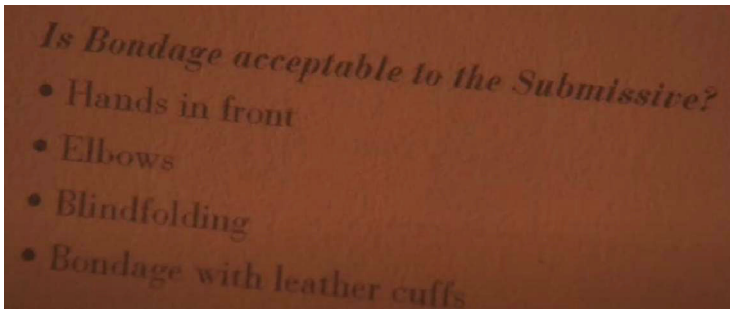 Is Bondage acceptable to the Submissive?
• Hands in front
• Elbows
• Blindfolding
• Bondage with leather cuffs